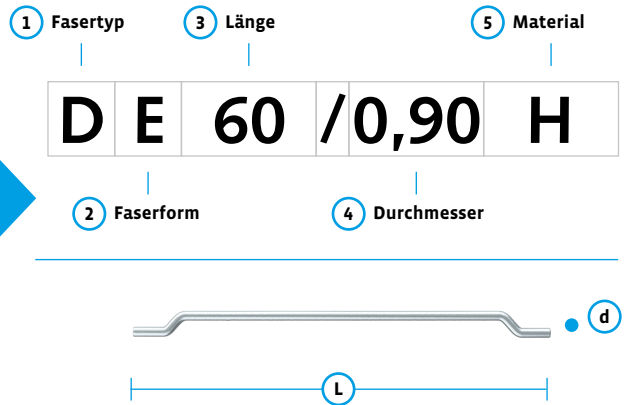 1 Fasertyp 3 Länge 5 Material
D E 60 /0,90 H
2 Faserform 4 Durchmesser
d
L